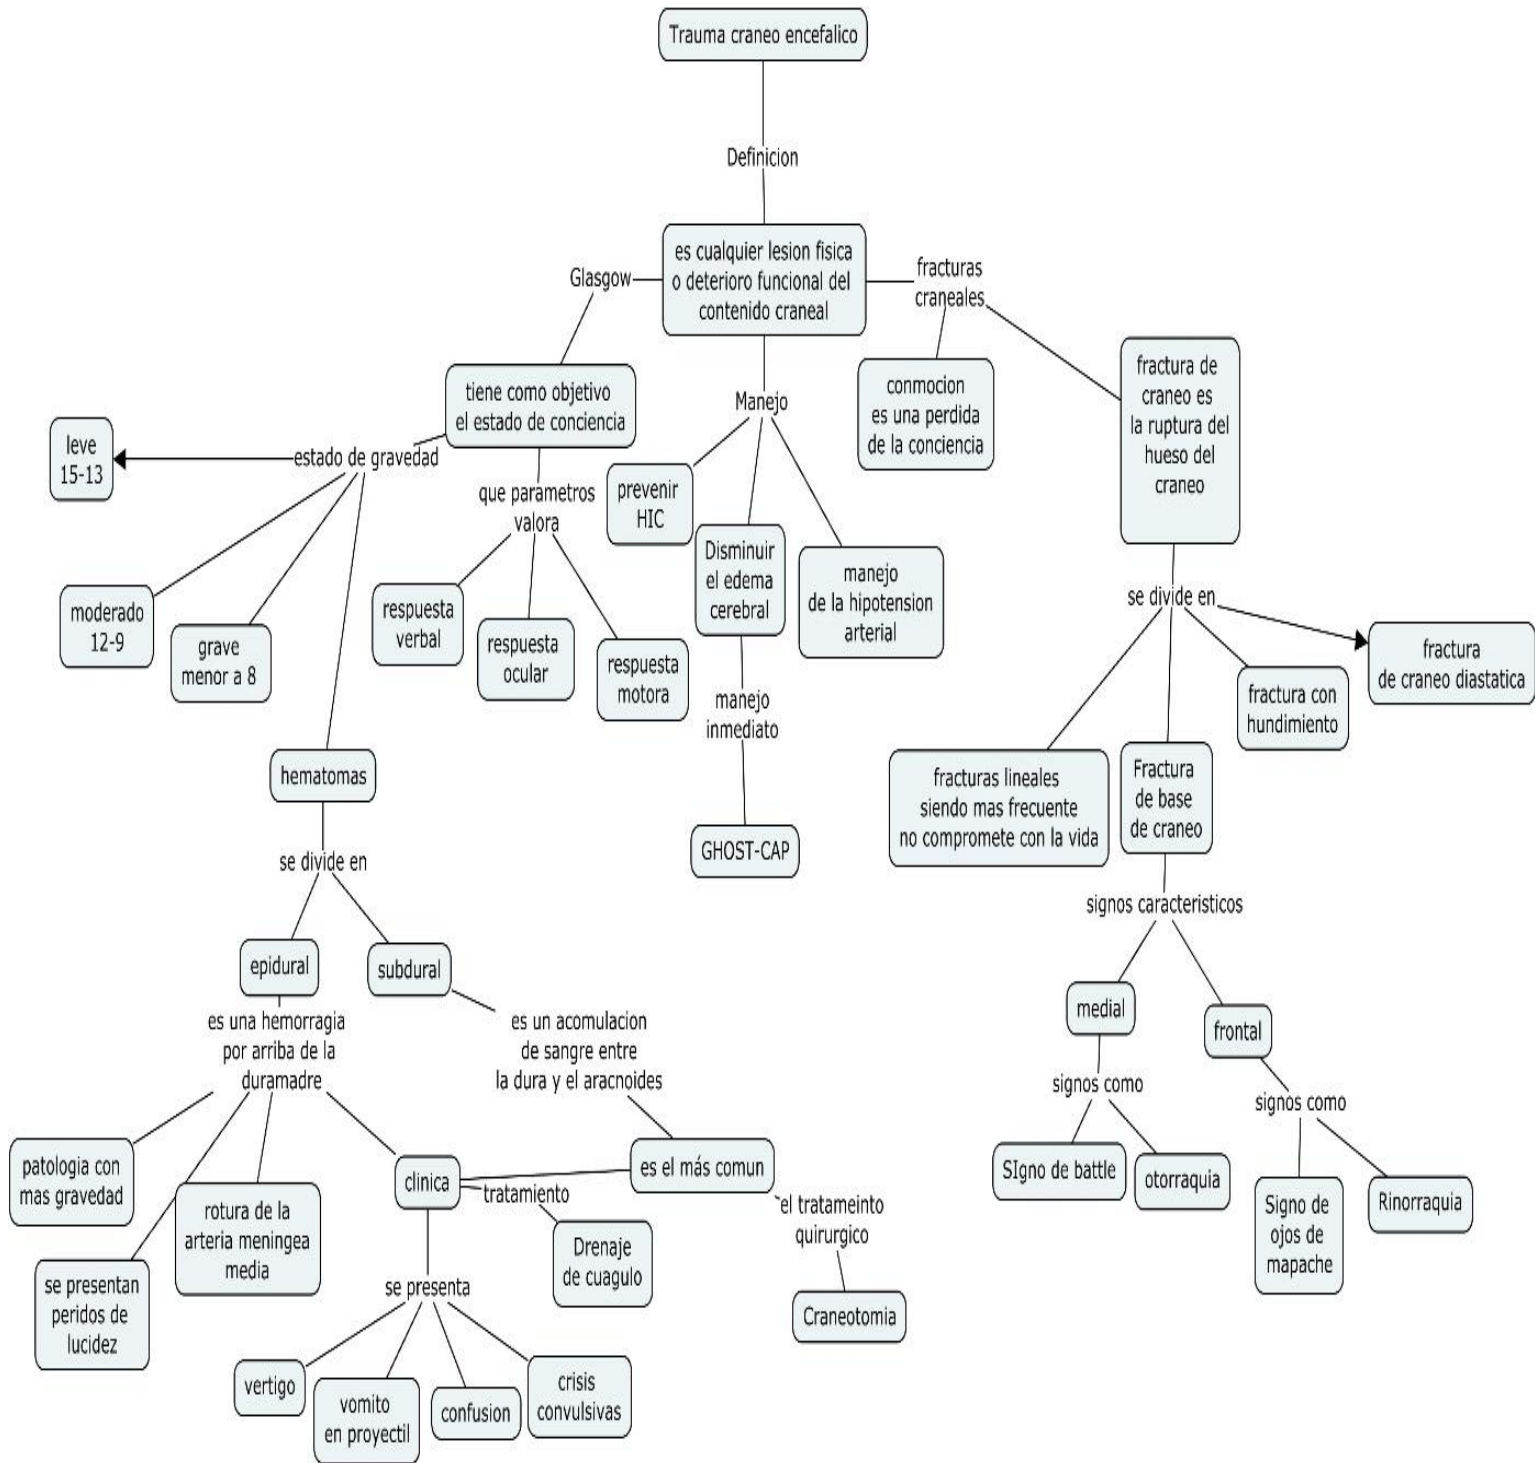 Trauma craneo encefalico
Definicion
es cualquier lesion fisica
o deterioro funcional del
contenido craneal
Glasgow
tiene como objetivo
el estado de conciencia
estado de gravedad
leve
15-13
moderado
12-9
grave
menor a 8
hematomas
se divide en
epidural
es una hemorragia
por arriba de la
duramadre
patologia con
mas gravedad
se presentan
peridos de
lucidez
rotura de la
arteria meningea
media
clinica
se presenta
vertigo
vomito
en proyectil
confusion
crisis
convulsivas
tratamiento
Drenaje
de cuagulo
subdural
es un acomulacion
de sangre entre
la dura y el aracnoides
es el más comun
el tratameinto
quirurgico
Craneotomia
que parametros
valora
respuesta
verbal
respuesta
ocular
respuesta
motora
Manejo
prevenir
HIC
Disminuir
el edema
cerebral
manejo
inmediato
GHOST-CAP
manejo
de la hipotension
arterial
fracturas
craneales
conmocion
es una perdida
de la conciencia
fractura de
craneo es
la ruptura del
hueso del
craneo
se divide en
fracturas lineales
siendo mas frecuente
no compromete con la vida
Fractura
de base
de craneo
signos caracteristicos
medial
signos como
SIgno de battle
otorraquia
frontal
signos como
Signo de
ojos de
mapache
Rinorraquia
fractura con
hundimiento
fractura
de craneo diastatica